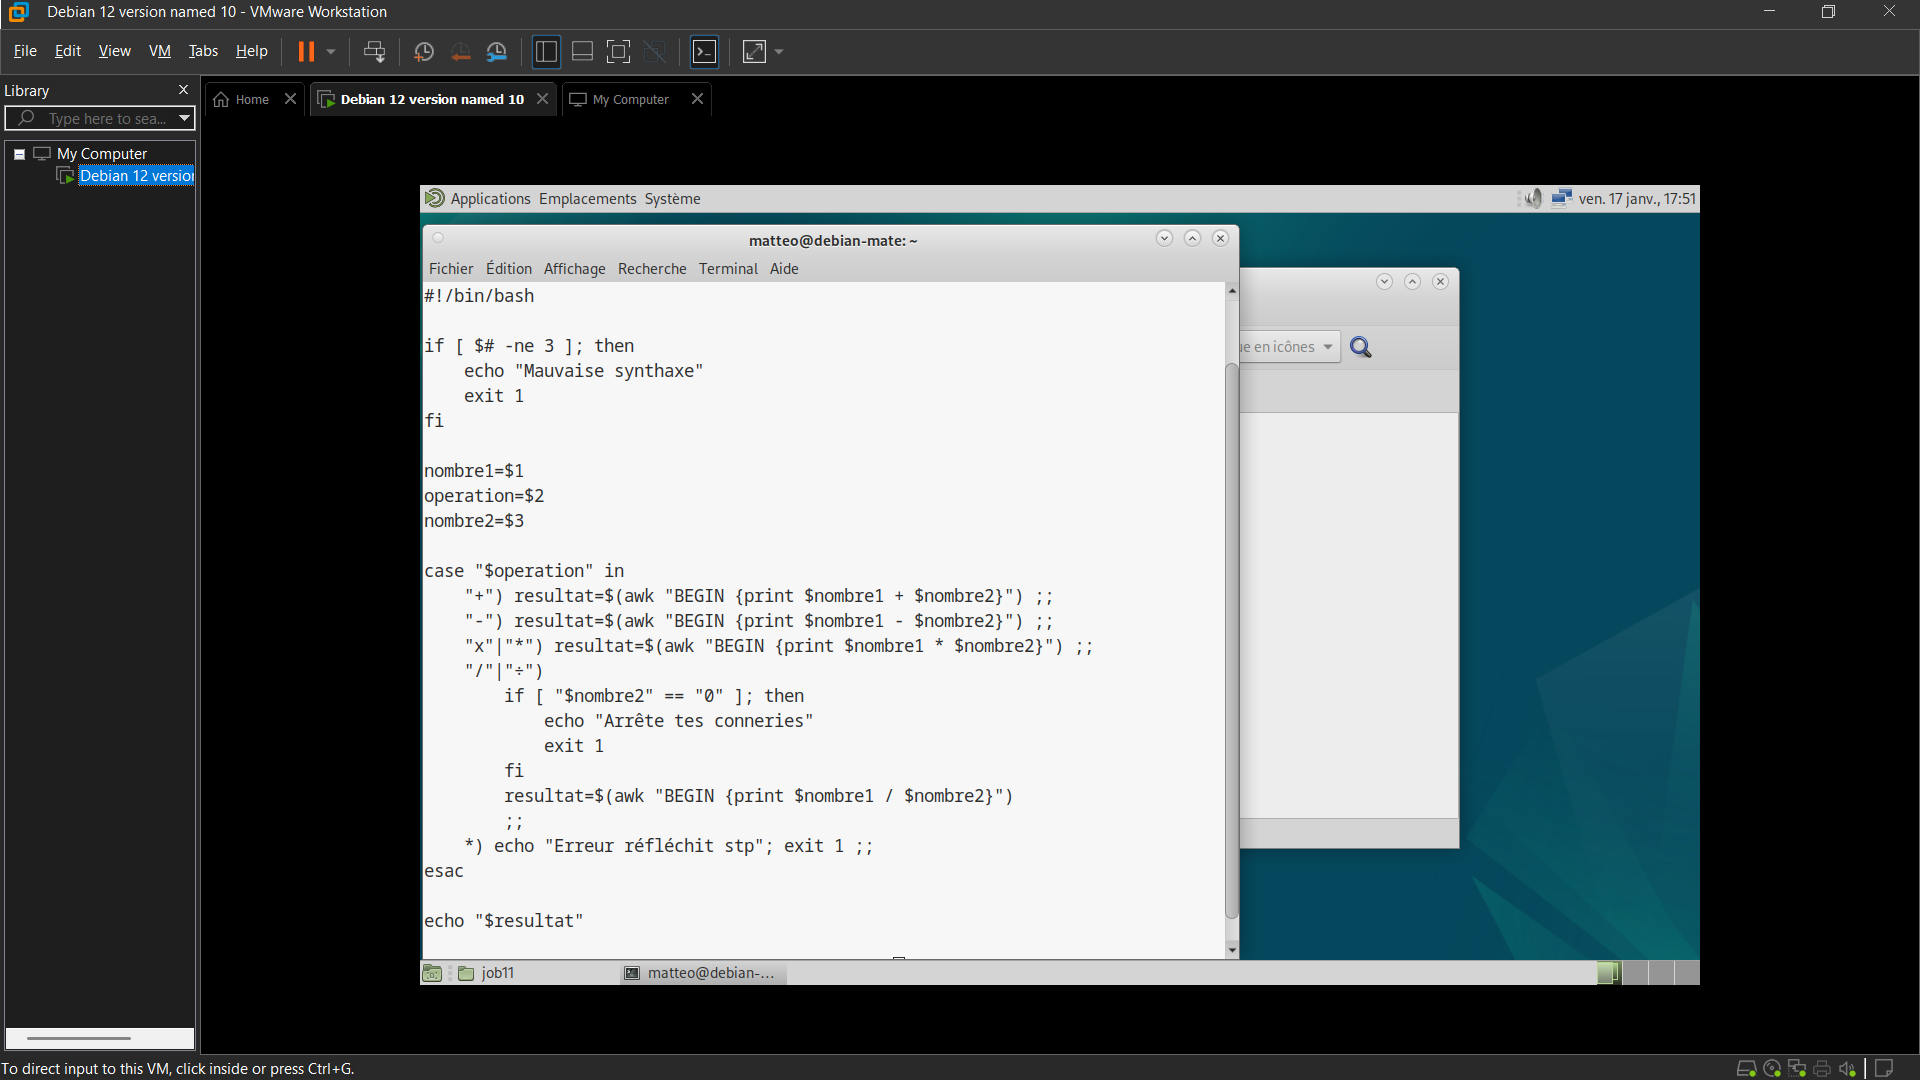 Debian 12 version named 10 - VMware Workstation
File Edit View VM Tabs Help
Library
Type here to sea...
My Computer
Debian 12 version
Home
Debian 12 version named 10
My Computer
Applications Emplacements Système
ven. 17 janv., 17:51
matteo@debian-mate: ~
Fichier Édition Affichage Recherche Terminal Aide
ue en icônes
#!/bin/bash
if [ $# -ne 3 ]; then
    echo "Mauvaise synthaxe"
    exit 1
fi
nombre1=$1
operation=$2
nombre2=$3
case "$operation" in
    "+") resultat=$(awk "BEGIN {print $nombre1 + $nombre2}") ;;
    "-") resultat=$(awk "BEGIN {print $nombre1 - $nombre2}") ;;
    "x"|"*") resultat=$(awk "BEGIN {print $nombre1 * $nombre2}") ;;
    "/"|"÷")
        if [ "$nombre2" == "0" ]; then
            echo "Arrête tes conneries"
            exit 1
        fi
        resultat=$(awk "BEGIN {print $nombre1 / $nombre2}")
        ;;
    *) echo "Erreur réfléchit stp"; exit 1 ;;
esac
echo "$resultat"
job11
matteo@debian-...
To direct input to this VM, click inside or press Ctrl+G.